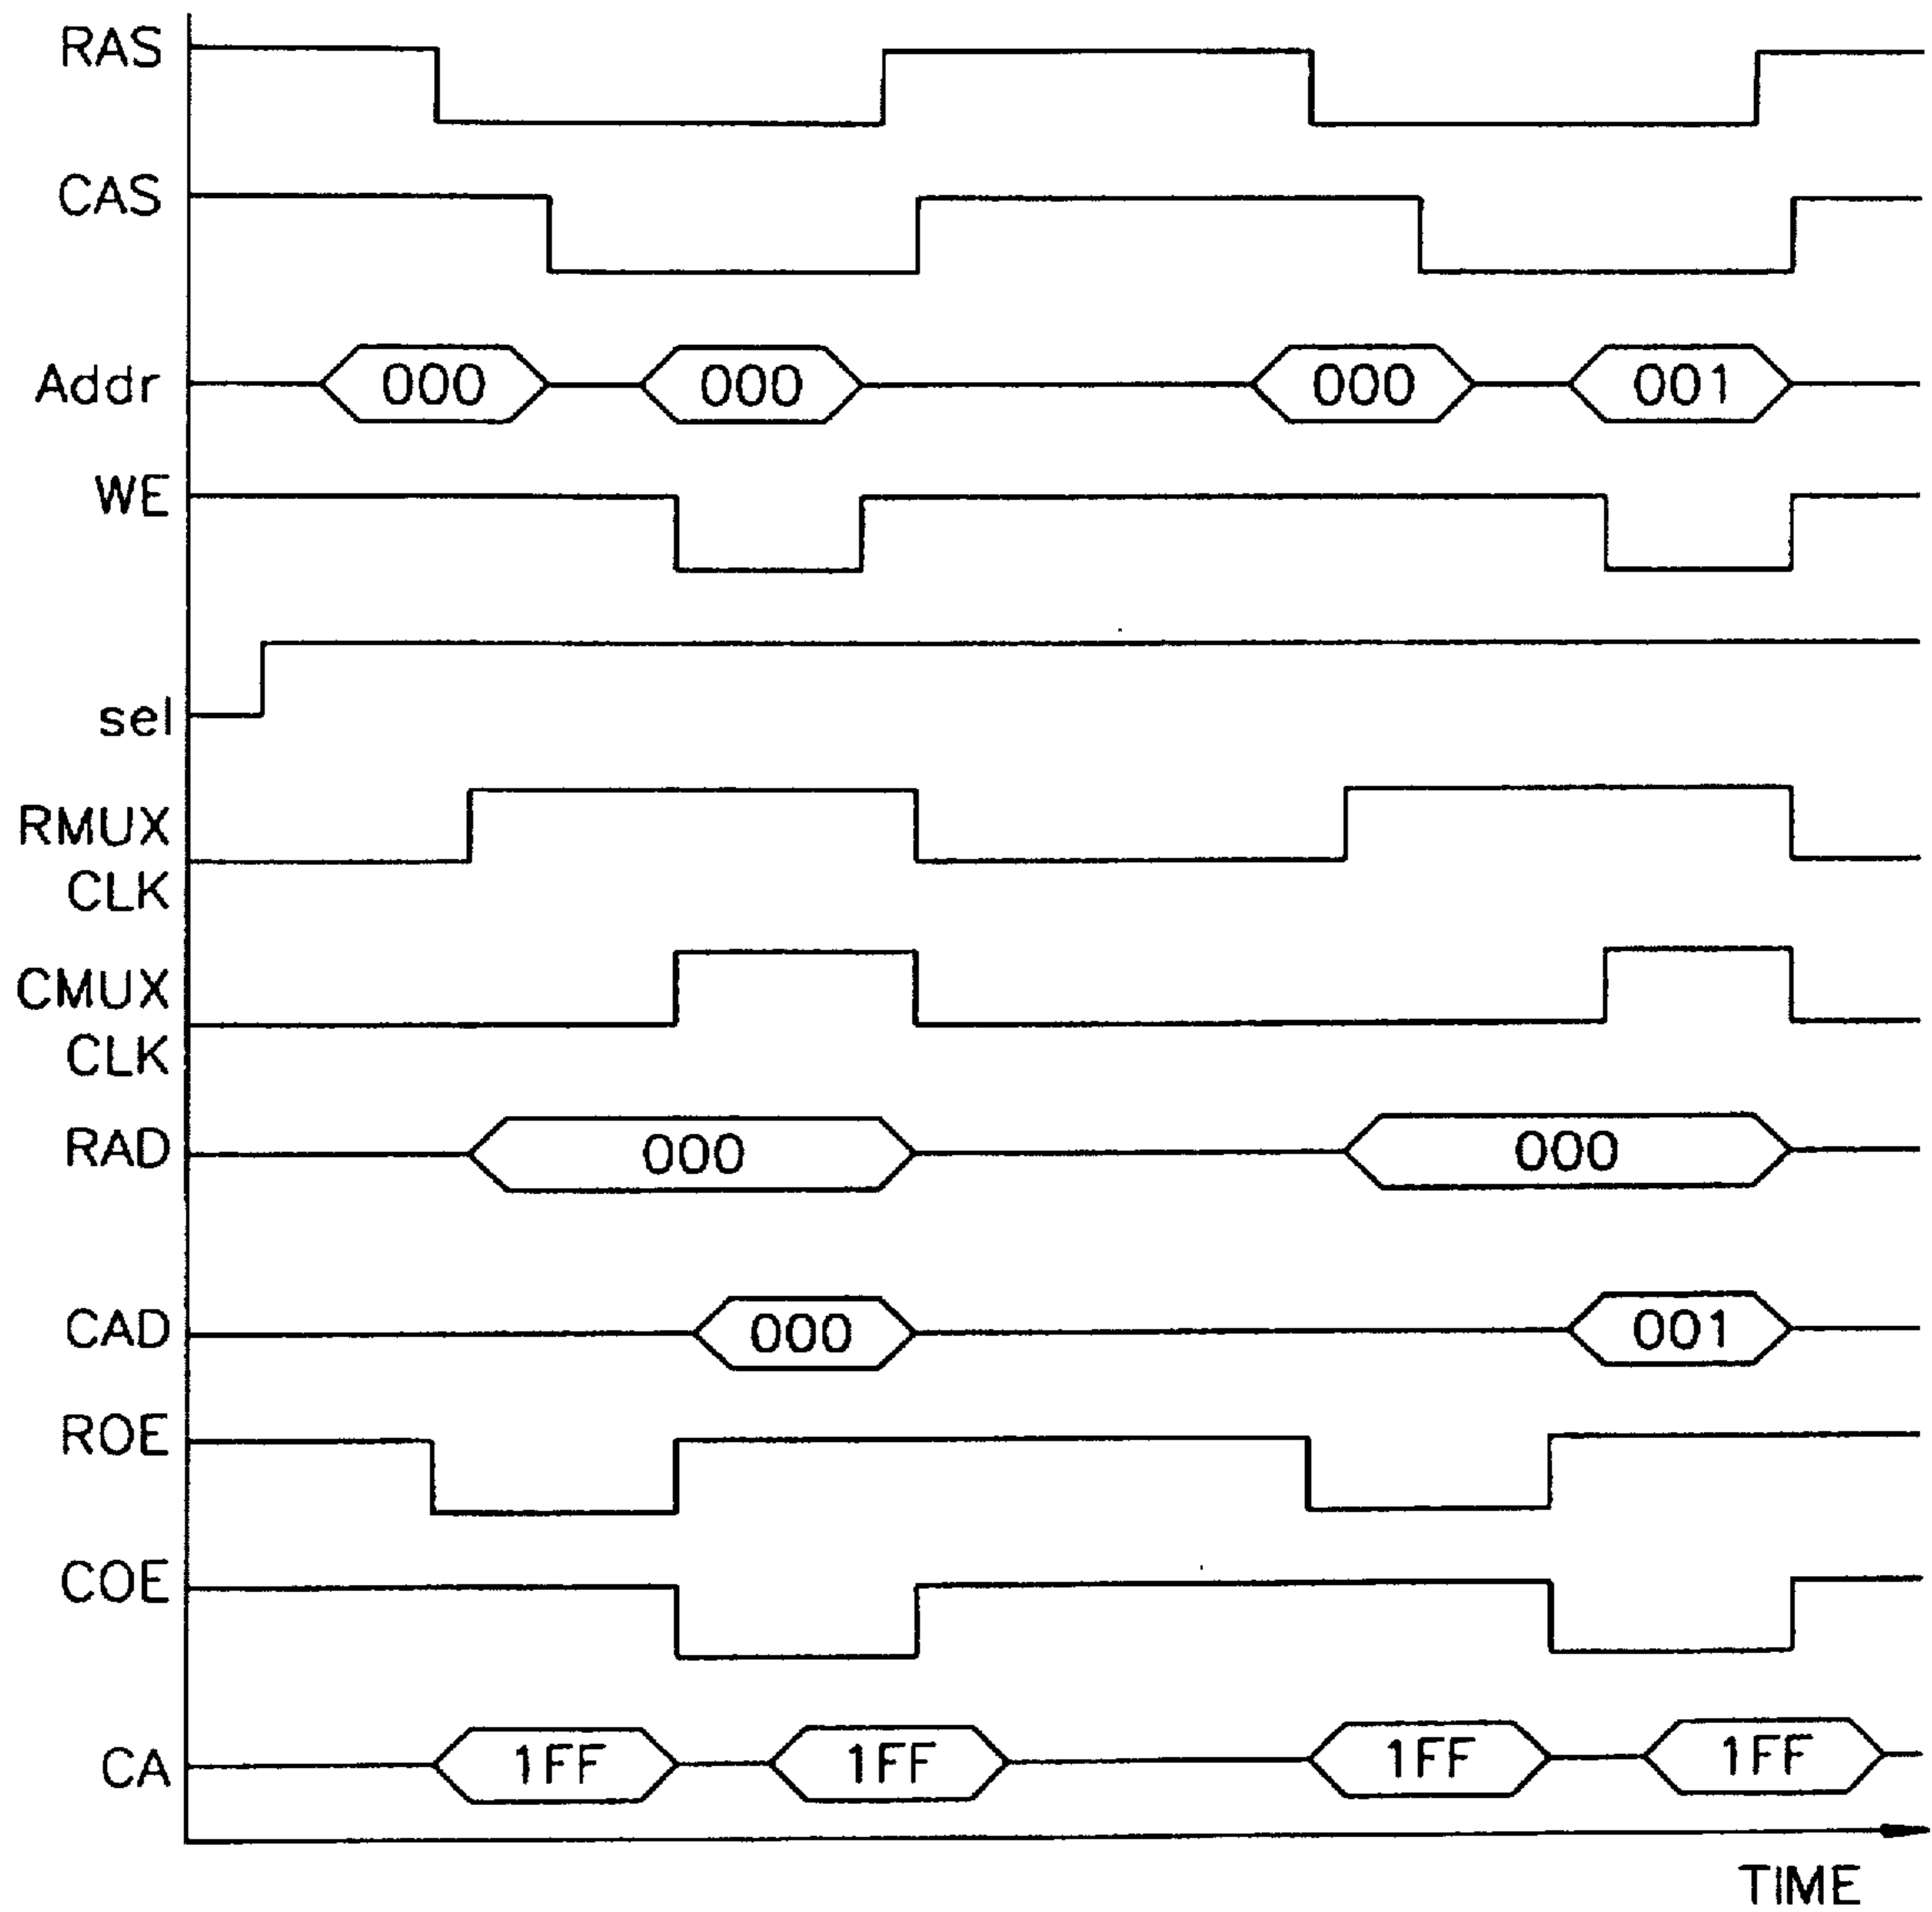 RAS
CAS
Addr 000 000 000 001
WE
sel
RMUX
CLK
CMUX
CLK
RAD 000 000
CAD 000 001
ROE
COE
CA 1FF 1FF 1FF 1FF
TIME